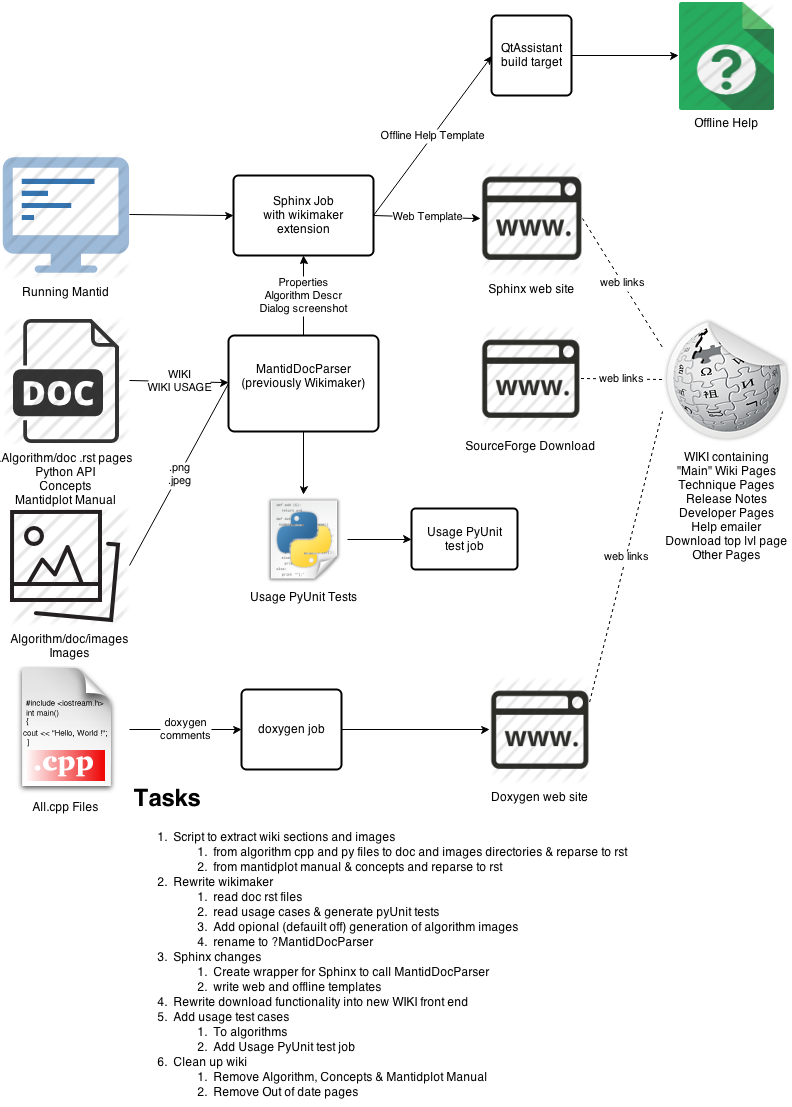 QtAssistant
build target
Offline Help
Offline Help Template
Sphinx Job
with wikimaker
extension
Web Template
www.
Sphinx web site
web links
Running Mantid
Properties
Algorithm Descr
Dialog screenshot
DOC
WIKI
WIKI USAGE
MantidDocParser
(previously Wikimaker)
www.
SourceForge Download
web links
Algorithm/doc .rst pages
Python API
Concepts
Mantidplot Manual
.png
.jpeg
WIKI containing
"Main" Wiki Pages
Technique Pages
Release Notes
Developer Pages
Help emailer
Download top lvl page
Other Pages
Usage PyUnit Tests
Usage PyUnit
test job
web links
Algorithm/doc/images
Images
#include <iostream.h>
int main()
{
cout << "Hello, World !";
}
.cpp
All.cpp Files
doxygen
comments
doxygen job
www.
Doxygen web site
Tasks
1. Script to extract wiki sections and images
1. from algorithm cpp and py files to doc and images directories & reparse to rst
2. from mantidplot manual & concepts and reparse to rst
2. Rewrite wikimaker
1. read doc rst files
2. read usage cases & generate pyUnit tests
3. Add opional (defauilt off) generation of algorithm images
4. rename to ?MantidDocParser
3. Sphinx changes
1. Create wrapper for Sphinx to call MantidDocParser
2. write web and offline templates
4. Rewrite download functionality into new WIKI front end
5. Add usage test cases
1. To algorithms
2. Add Usage PyUnit test job
6. Clean up wiki
1. Remove Algorithm, Concepts & Mantidplot Manual
2. Remove Out of date pages